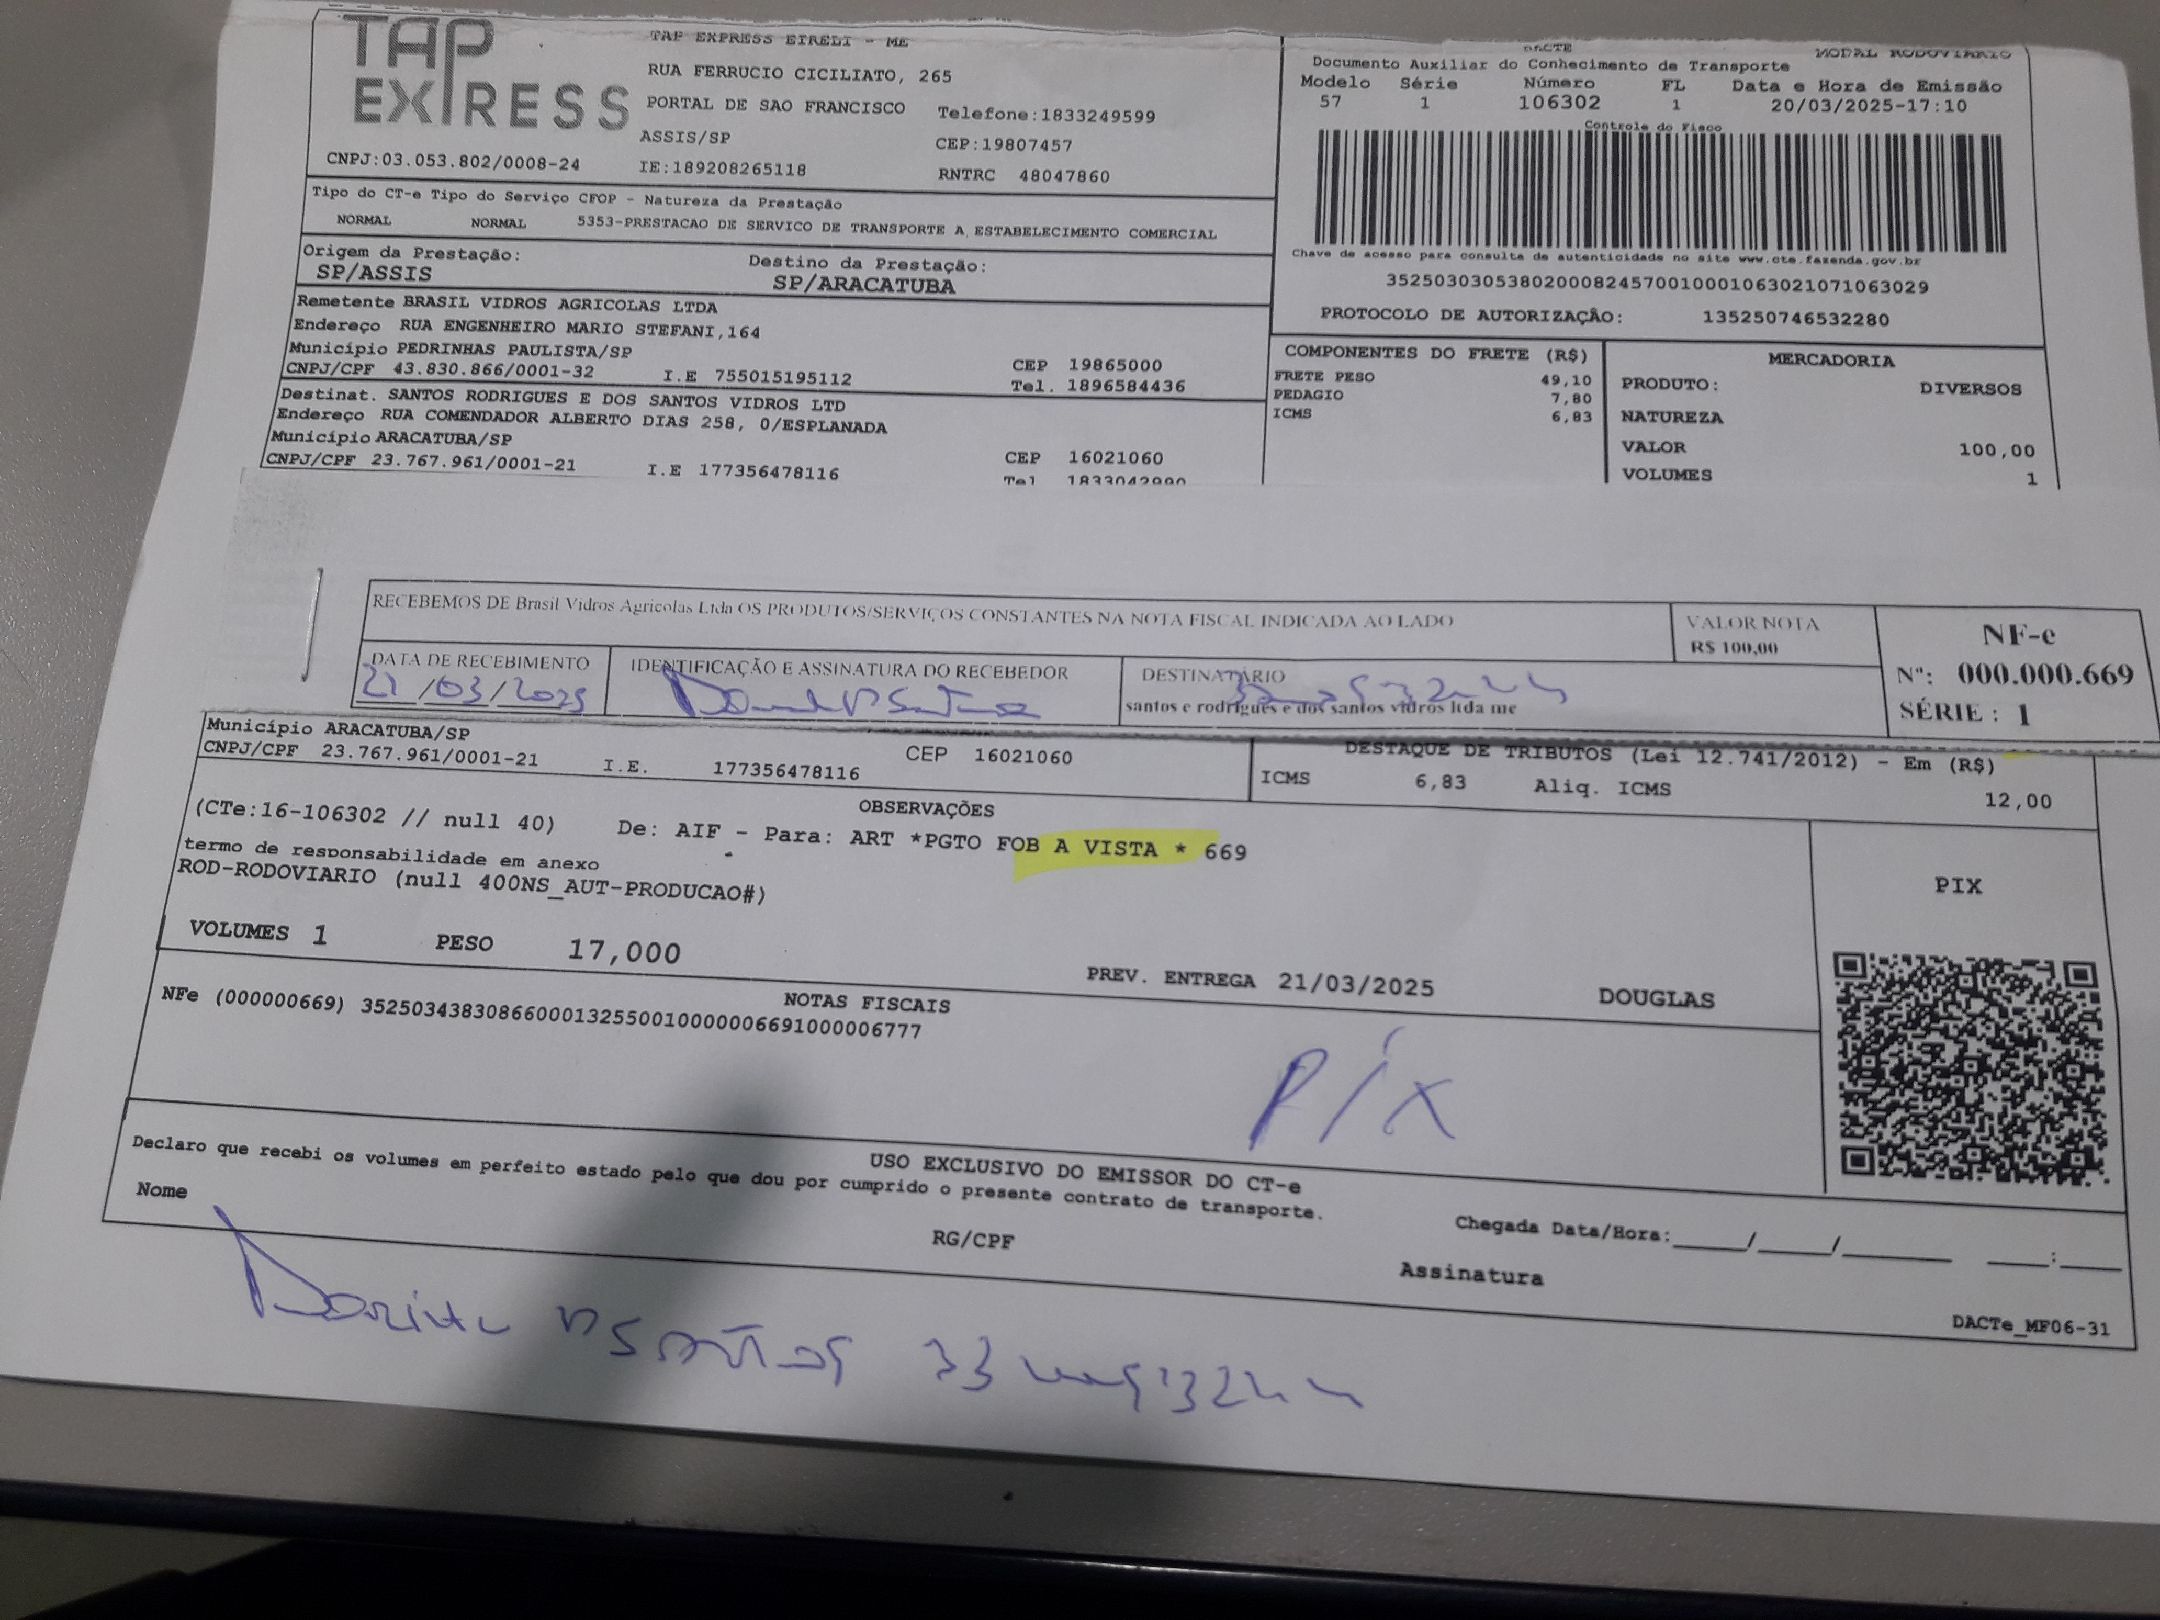 TAP EXPRESS
TAP EXPRESS EIRELI - ME
RUA FERRUCIO CICILIATO, 265
PORTAL DE SAO FRANCISCO Telefone:1833249599
ASSIS/SP CEP:19807457
CNPJ:03.053.802/0008-24 IE:189208265118 RNTRC 48047860
DACTE MODAL RODOVIARIO
Documento Auxiliar do Conhecimento de Transporte
Modelo Série Número FL Data e Hora de Emissão
57 1 106302 1 20/03/2025-17:10
Controle do Fisco
Chave de acesso para consulta de autenticidade no site www.cte.fazenda.gov.br
35250303053802000824570010001063021071063029
PROTOCOLO DE AUTORIZAÇÃO: 135250746532280
Tipo do CT-e Tipo do Serviço CFOP - Natureza da Prestação
NORMAL NORMAL 5353-PRESTACAO DE SERVICO DE TRANSPORTE A ESTABELECIMENTO COMERCIAL
Origem da Prestação: Destino da Prestação:
SP/ASSIS SP/ARACATUBA
Remetente BRASIL VIDROS AGRICOLAS LTDA
Endereço RUA ENGENHEIRO MARIO STEFANI,164
Município PEDRINHAS PAULISTA/SP CEP 19865000
CNPJ/CPF 43.830.866/0001-32 I.E 755015195112 Tel. 1896584436
Destinat. SANTOS RODRIGUES E DOS SANTOS VIDROS LTD
Endereço RUA COMENDADOR ALBERTO DIAS 258, 0/ESPLANADA
Município ARACATUBA/SP CEP 16021060
CNPJ/CPF 23.767.961/0001-21 I.E 177356478116 Tel 1833042990
COMPONENTES DO FRETE (R$)
FRETE PESO 49,10
PEDAGIO 7,80
ICMS 6,83
MERCADORIA
PRODUTO: DIVERSOS
NATUREZA
VALOR 100,00
VOLUMES 1
RECEBEMOS DE Brasil Vidros Agricolas Ltda OS PRODUTOS/SERVIÇOS CONSTANTES NA NOTA FISCAL INDICADA AO LADO
VALOR NOTA
R$ 100,00
NF-e
Nº: 000.000.669
SÉRIE : 1
DATA DE RECEBIMENTO IDENTIFICAÇÃO E ASSINATURA DO RECEBEDOR DESTINATÁRIO
21/03/2025
santos e rodrigues e dos santos vidros ltda me
Município ARACATUBA/SP
CNPJ/CPF 23.767.961/0001-21 I.E. 177356478116 CEP 16021060
DESTAQUE DE TRIBUTOS (Lei 12.741/2012) - Em (R$)
ICMS 6,83 Aliq. ICMS 12,00
OBSERVAÇÕES
(CTe:16-106302 // null 40) De: AIF - Para: ART *PGTO FOB A VISTA * 669
termo de responsabilidade em anexo
ROD-RODOVIARIO (null 400NS_AUT-PRODUCAO#)
PIX
VOLUMES 1 PESO 17,000 PREV. ENTREGA 21/03/2025 DOUGLAS
NOTAS FISCAIS
NFe (000000669) 35250343830866000132550010000006691000006777
PIX
USO EXCLUSIVO DO EMISSOR DO CT-e
Declaro que recebi os volumes em perfeito estado pelo que dou por cumprido o presente contrato de transporte.
Nome RG/CPF Assinatura Chegada Data/Hora:_____/_____/_______ ____:____
DACTe_MF06-31